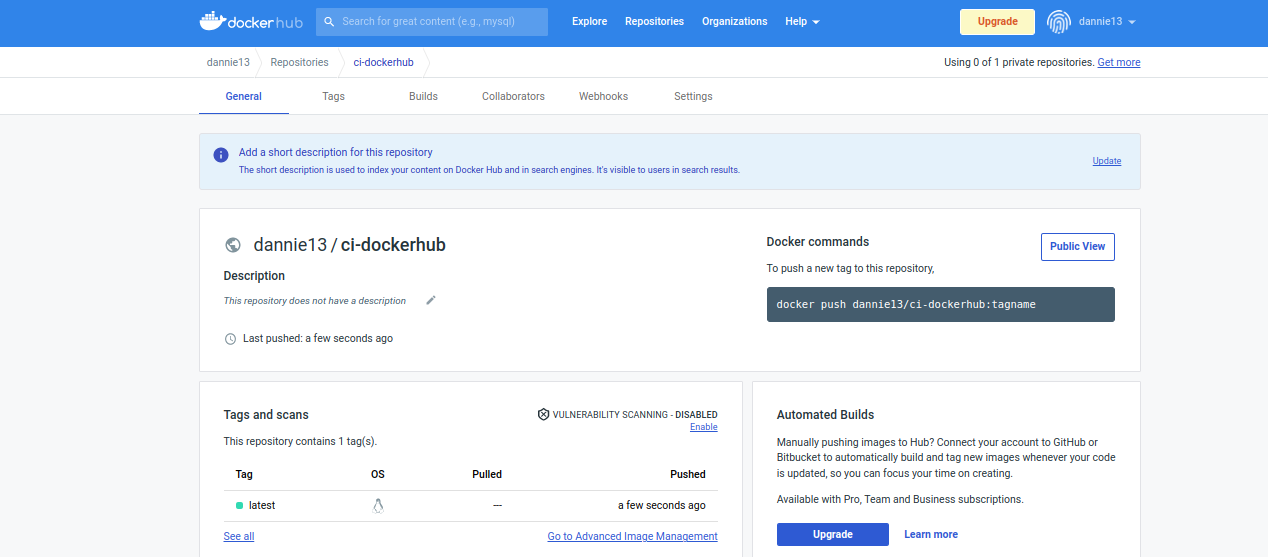 docker hub
Search for great content (e.g., mysql)
Explore Repositories Organizations Help
Upgrade
dannie13
dannie13 Repositories ci-dockerhub
Using 0 of 1 private repositories. Get more
General Tags Builds Collaborators Webhooks Settings
Add a short description for this repository
The short description is used to index your content on Docker Hub and in search engines. It's visible to users in search results.
Update
dannie13 / ci-dockerhub
Description
This repository does not have a description
Last pushed: a few seconds ago
Docker commands
Public View
To push a new tag to this repository,
docker push dannie13/ci-dockerhub:tagname
Tags and scans
VULNERABILITY SCANNING - DISABLED
Enable
This repository contains 1 tag(s).
Tag OS Pulled Pushed
latest --- a few seconds ago
See all Go to Advanced Image Management
Automated Builds
Manually pushing images to Hub? Connect your account to GitHub or
Bitbucket to automatically build and tag new images whenever your code
is updated, so you can focus your time on creating.
Available with Pro, Team and Business subscriptions.
Upgrade Learn more